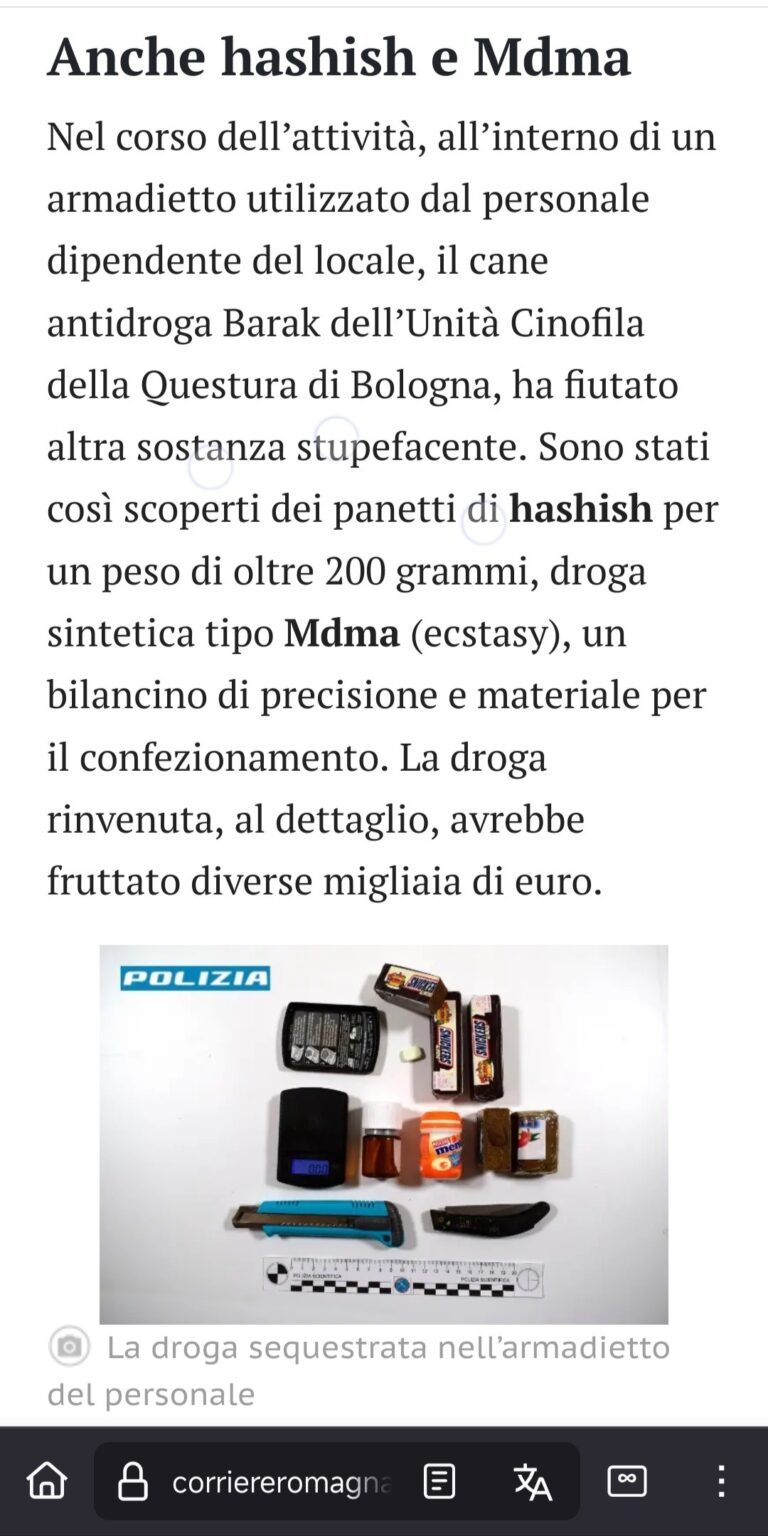 Anche hashish e Mdma
Nel corso dell’attività, all’interno di un
armadietto utilizzato dal personale
dipendente del locale, il cane
antidroga Barak dell’Unità Cinofila
della Questura di Bologna, ha fiutato
altra sostanza stupefacente. Sono stati
così scoperti dei panetti di hashish per
un peso di oltre 200 grammi, droga
sintetica tipo Mdma (ecstasy), un
bilancino di precisione e materiale per
il confezionamento. La droga
rinvenuta, al dettaglio, avrebbe
fruttato diverse migliaia di euro.
POLIZIA
SNICKERS
SNICKERS
SNICKERS
POLIZIA SCIENTIFICA
POLIZIA SCIENTIFICA
La droga sequestrata nell’armadietto
del personale
corriereromagna